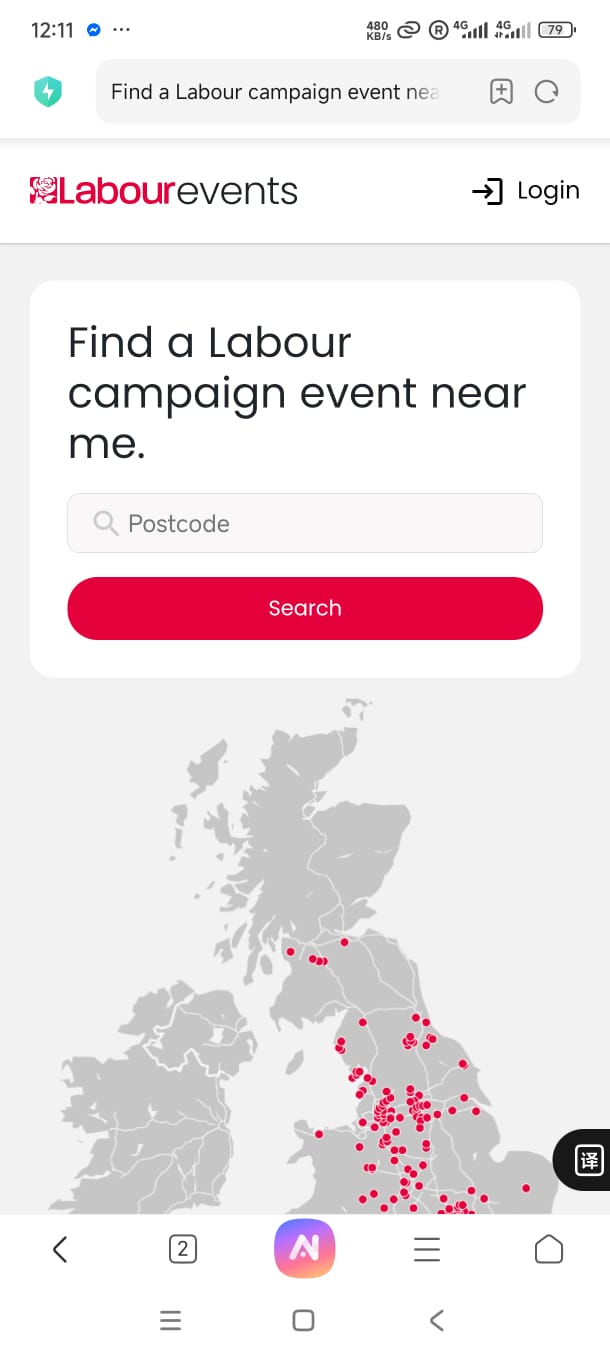 12:11
480
KB/s
R
4G
4G
79
Find a Labour campaign event nea
Labourevents
Login
Find a Labour
campaign event near
me.
Postcode
Search
译
2
AI